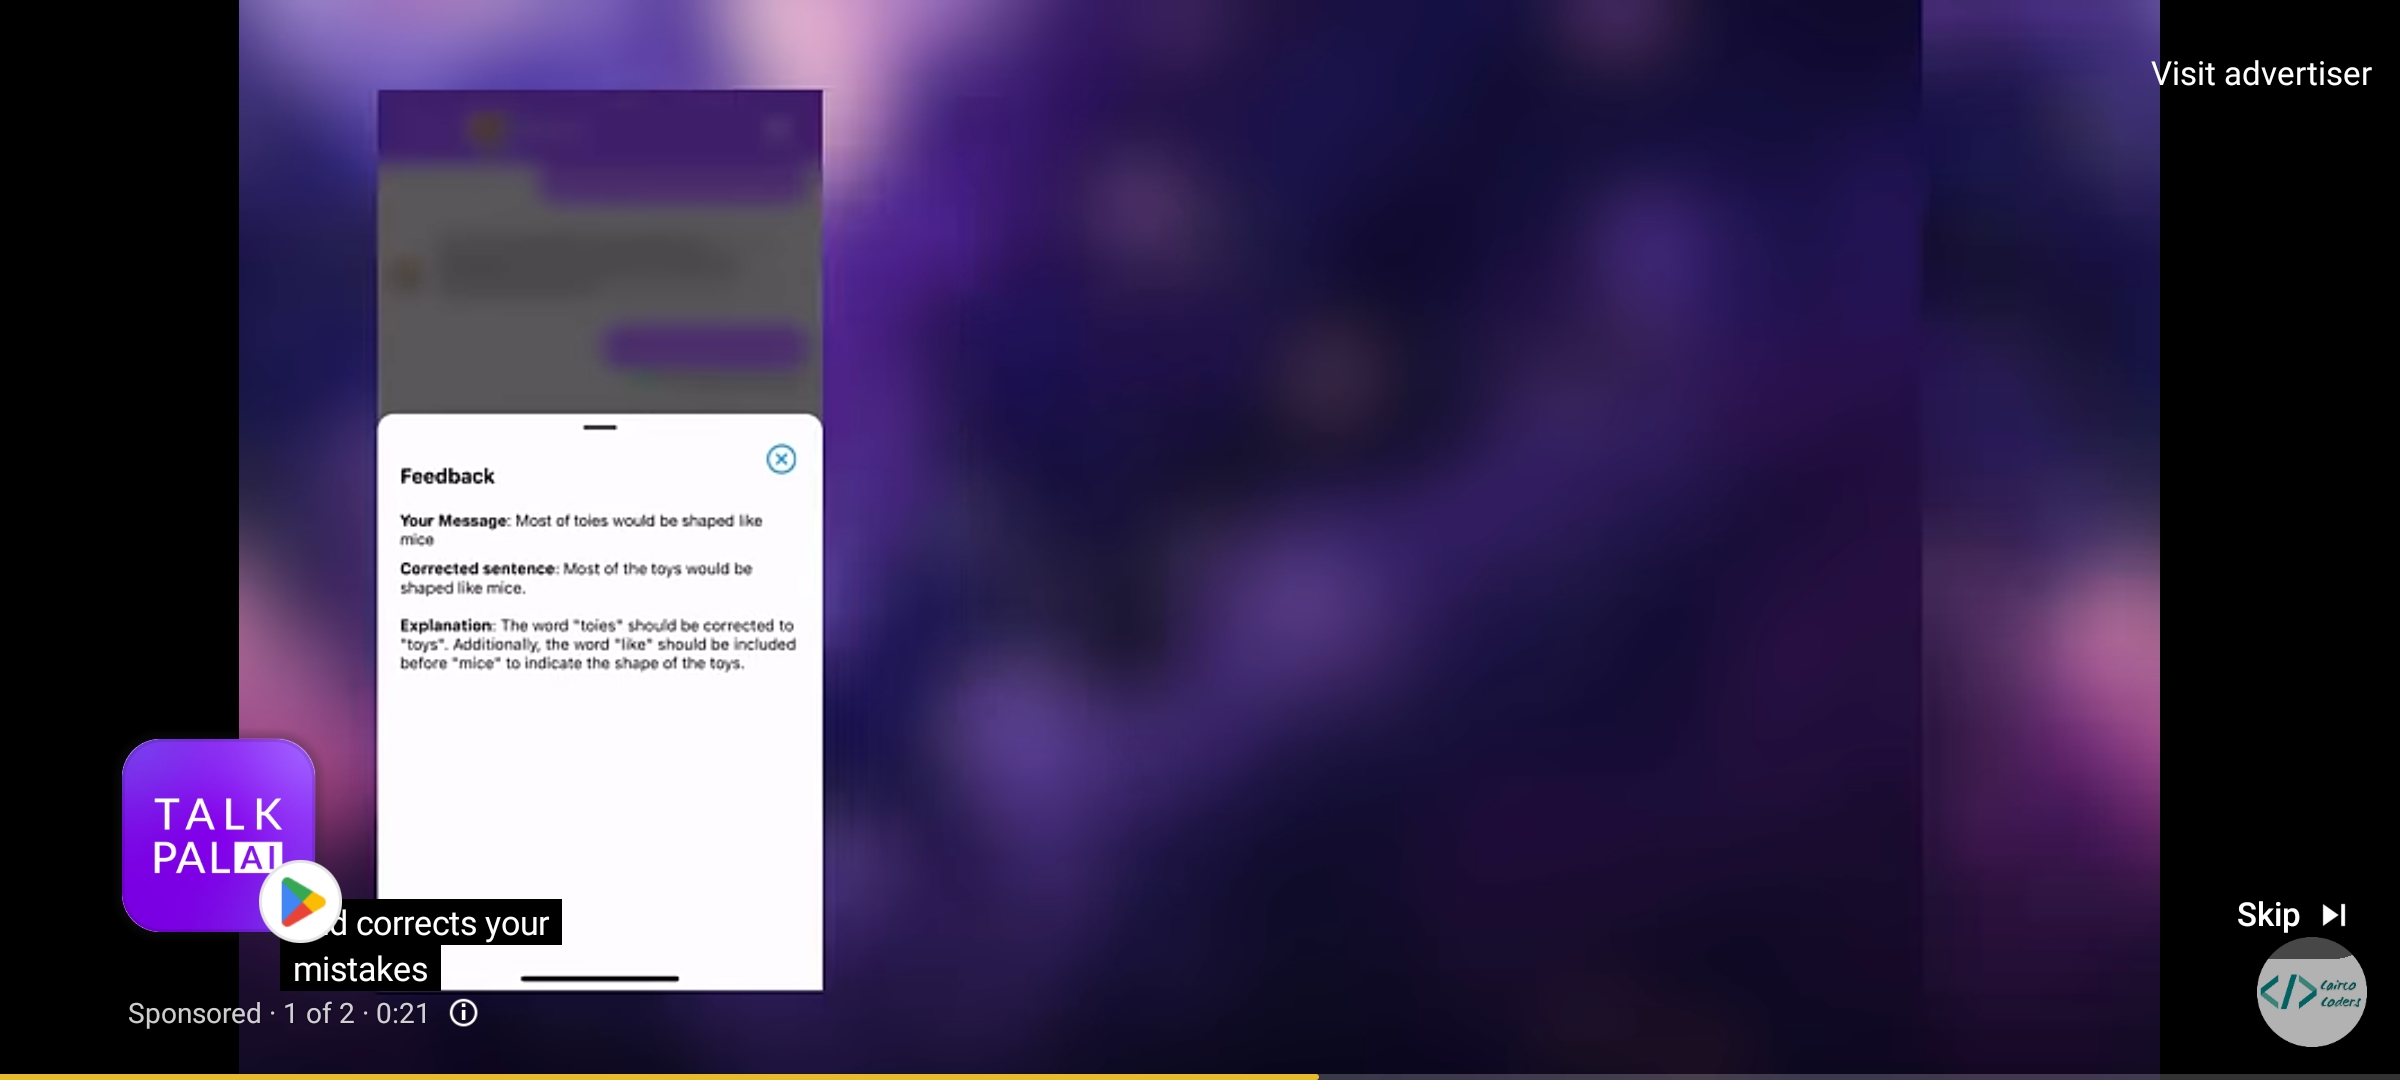 Visit advertiser
Feedback
Your Message: Most of toies would be shaped like
mice
Corrected sentence: Most of the toys would be
shaped like mice.
Explanation: The word "toies" should be corrected to
"toys". Additionally, the word "like" should be included
before "mice" to indicate the shape of the toys.
TALK
PAL AI
d corrects your
mistakes
Skip
Cairco
Coders
Sponsored · 1 of 2 · 0:21